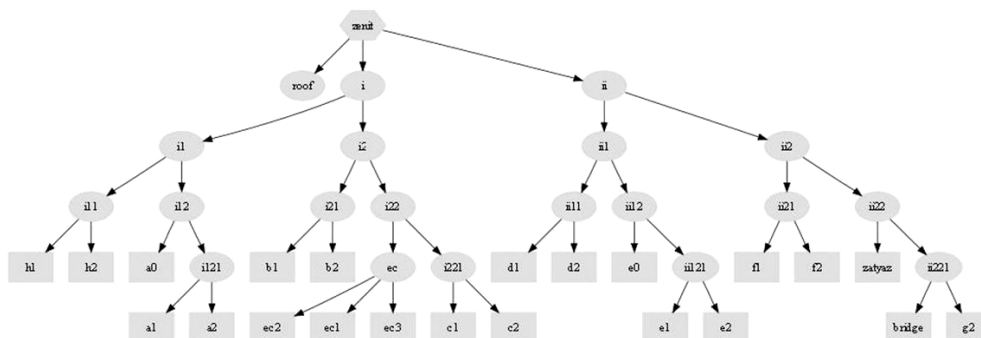 zenit
roof i ii
i1 i2 ii1 ii2
i11 i12 i21 i22 ii11 ii12 ii21 ii22
h1 h2 a0 i121 b1 b2 ec i221 d1 d2 e0 ii121 f1 f2 zatyaz ii221
a1 a2 ec2 ec1 ec3 c1 c2 e1 e2 bridge g2